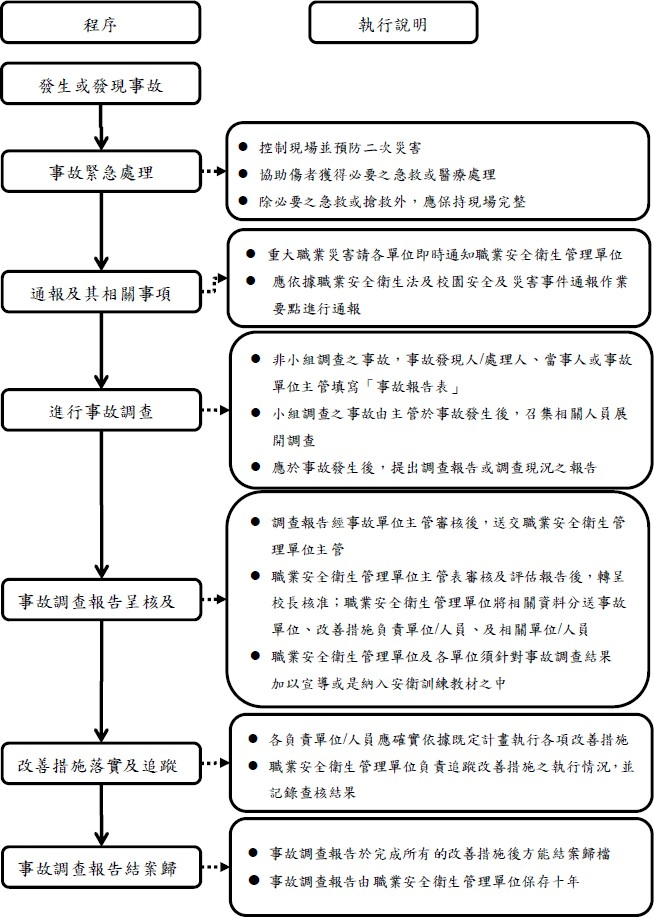 程序
執行說明
發生或發現事故
事故緊急處理
● 控制現場並預防二次災害
● 協助傷者獲得必要之急救或醫療處理
● 除必要之急救或搶救外，應保持現場完整
通報及其相關事項
● 重大職業災害請各單位即時通知職業安全衛生管理單位
● 應依據職業安全衛生法及校園安全及災害事件通報作業
要點進行通報
進行事故調查
● 非小組調查之事故，事故發現人/處理人、當事人或事故
單位主管填寫「事故報告表」
● 小組調查之事故由主管於事故發生後，召集相關人員展
開調查
● 應於事故發生後，提出調查報告或調查現況之報告
事故調查報告呈核及
● 調查報告經事故單位主管審核後，送交職業安全衛生管
理單位主管
● 職業安全衛生管理單位主管表審核及評估報告後，轉呈
校長核准；職業安全衛生管理單位將相關資料分送事故
單位、改善措施負責單位/人員、及相關單位/人員
● 職業安全衛生管理單位及各單位須針對事故調查結果
加以宣導或是納入安衛訓練教材之中
改善措施落實及追蹤
● 各負責單位/人員應確實依據既定計畫執行各項改善措施
● 職業安全衛生管理單位負責追蹤改善措施之執行情況，並
記錄查核結果
事故調查報告結案歸
● 事故調查報告於完成所有的改善措施後方能結案歸檔
● 事故調查報告由職業安全衛生管理單位保存十年